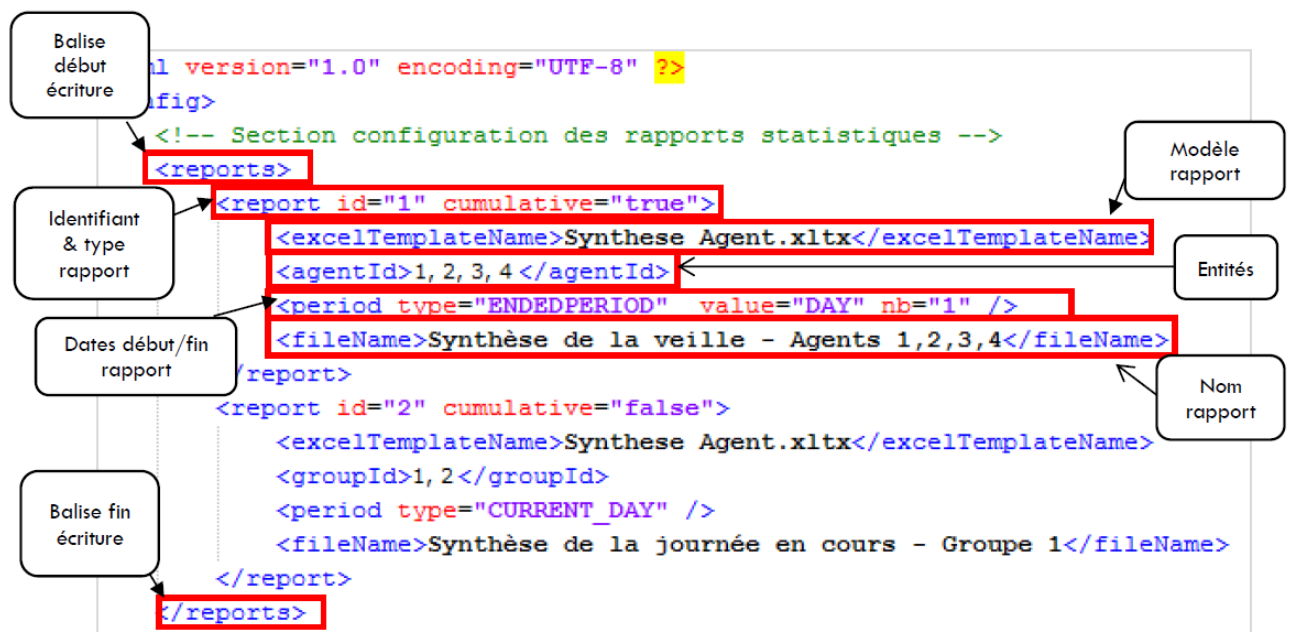 Balise
début
écriture
l version="1.0" encoding="UTF-8" ?>
nfig>
<!-- Section configuration des rapports statistiques -->
<reports>
Modèle
rapport
<report id="1" cumulative="true">
Identifiant
& type
rapport
<excelTemplateName>Synthese Agent.xltx</excelTemplateName>
<agentId>1,2,3,4</agentId>
Entités
<period type="ENDEDPERIOD" value="DAY" nb="1" />
<fileName>Synthèse de la veille - Agents 1,2,3,4</fileName>
Dates début/fin
rapport
/report>
Nom
rapport
<report id="2" cumulative="false">
<excelTemplateName>Synthese Agent.xltx</excelTemplateName>
<groupId>1,2</groupId>
Balise fin
écriture
<period type="CURRENT_DAY" />
<fileName>Synthèse de la journée en cours - Groupe 1</fileName>
</report>
</reports>